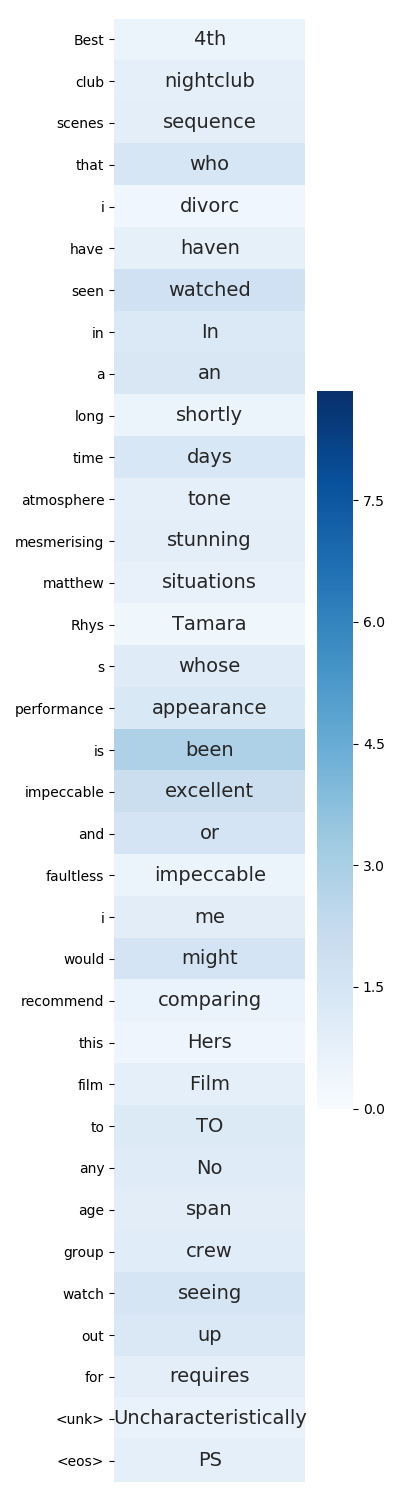 Best 4th
club nightclub
scenes sequence
that who
i divorc
have haven
seen watched
in In
a an
long shortly
time days
atmosphere tone
mesmerising stunning
matthew situations
Rhys Tamara
s whose
performance appearance
is been
impeccable excellent
and or
faultless impeccable
i me
would might
recommend comparing
this Hers
film Film
to TO
any No
age span
group crew
watch seeing
out up
for requires
<unk> Uncharacteristically
<eos> PS
7.5
6.0
4.5
3.0
1.5
0.0